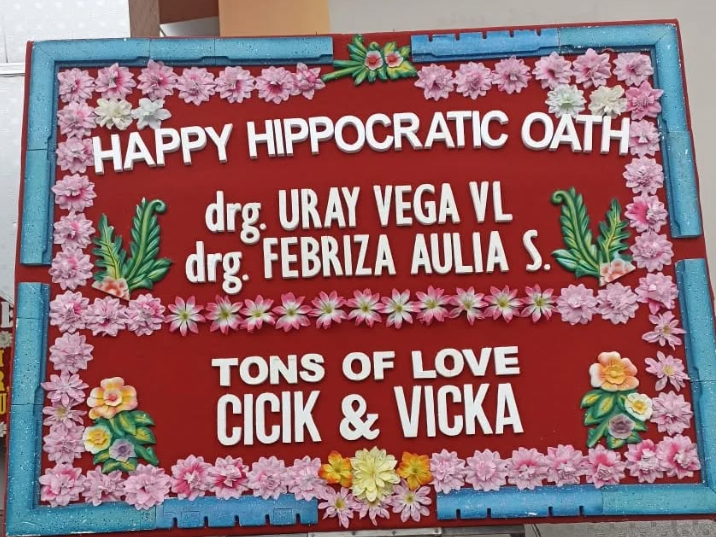 HAPPY HIPPOCRATIC OATH
drg. URAY VEGA VL
drg. FEBRIZA AULIA S.
TONS OF LOVE
CICIK & VICKA